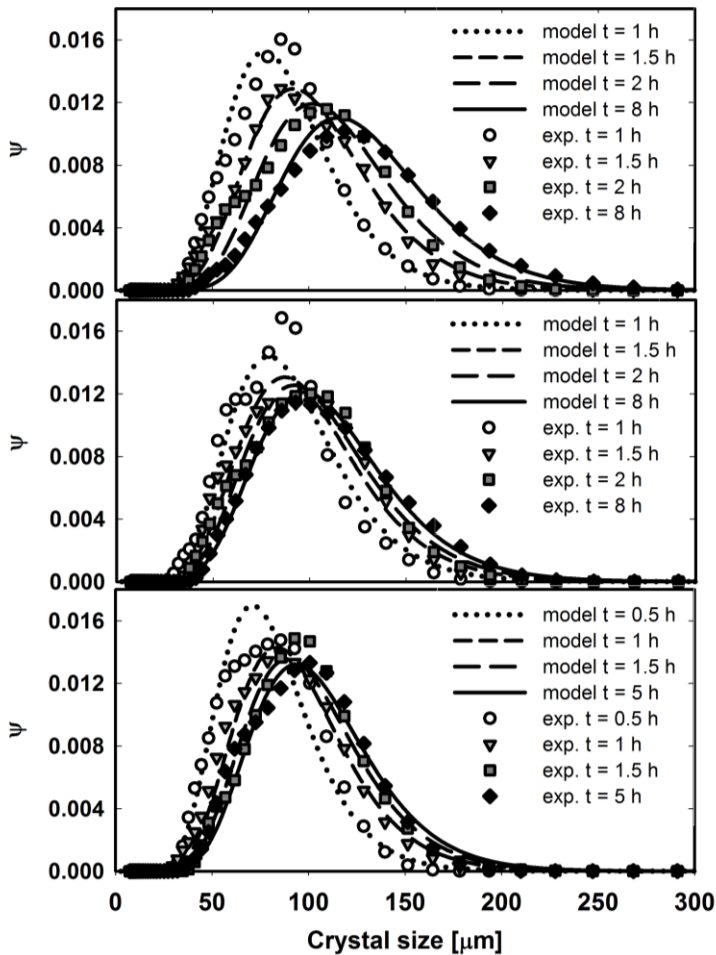 0.016
0.012
0.008
0.004
0.000
ψ
model t = 1 h
model t = 1.5 h
model t = 2 h
model t = 8 h
exp. t = 1 h
exp. t = 1.5 h
exp. t = 2 h
exp. t = 8 h
0.016
0.012
0.008
0.004
0.000
ψ
model t = 1 h
model t = 1.5 h
model t = 2 h
model t = 8 h
exp. t = 1 h
exp. t = 1.5 h
exp. t = 2 h
exp. t = 8 h
0.016
0.012
0.008
0.004
0.000
ψ
model t = 0.5 h
model t = 1 h
model t = 1.5 h
model t = 5 h
exp. t = 0.5 h
exp. t = 1 h
exp. t = 1.5 h
exp. t = 5 h
0 50 100 150 200 250 300
Crystal size [μm]